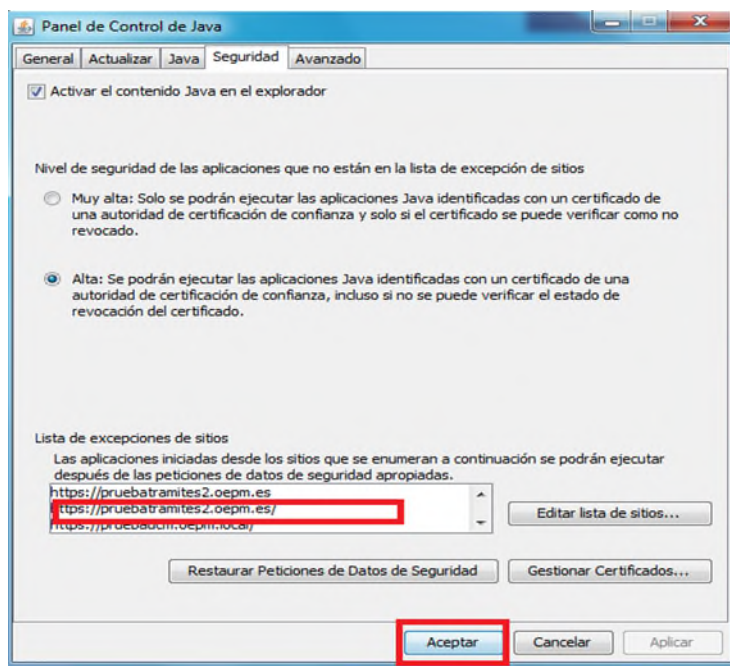 Panel de Control de Java
General Actualizar Java Seguridad Avanzado
Activar el contenido Java en el explorador
Nivel de seguridad de las aplicaciones que no están en la lista de excepción de sitios
Muy alta: Solo se podrán ejecutar las aplicaciones Java identificadas con un certificado de
una autoridad de certificación de confianza y solo si el certificado se puede verificar como no
revocado.
Alta: Se podrán ejecutar las aplicaciones Java identificadas con un certificado de una
autoridad de certificación de confianza, incluso si no se puede verificar el estado de
revocación del certificado.
Lista de excepciones de sitios
Las aplicaciones iniciadas desde los sitios que se enumeran a continuación se podrán ejecutar
después de las peticiones de datos de seguridad apropiadas.
https://pruebatramites2.oepm.es
https://pruebatramites2.oepm.es/
https://pruebaucm.oepm.local/
Editar lista de sitios...
Restaurar Peticiones de Datos de Seguridad Gestionar Certificados...
Aceptar Cancelar Aplicar